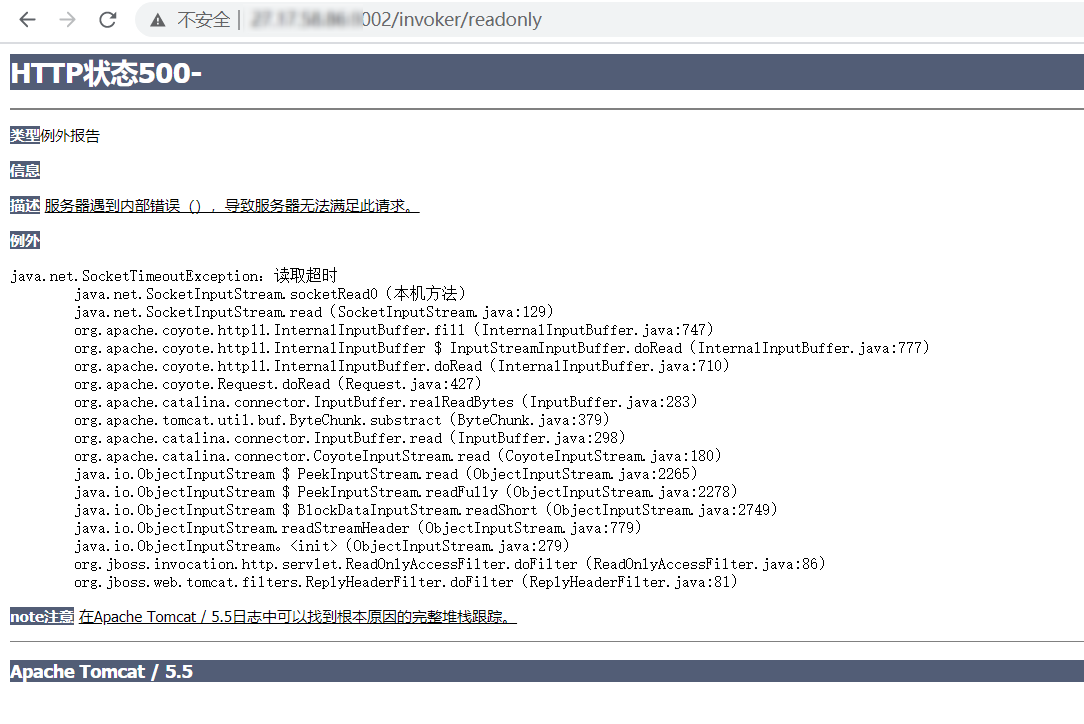 不安全 | 002/invoker/readonly
HTTP状态500-
类型例外报告
信息
描述 服务器遇到内部错误（），导致服务器无法满足此请求。
例外
java.net.SocketTimeoutException：读取超时
java.net.SocketInputStream.socketRead0（本机方法）
java.net.SocketInputStream.read（SocketInputStream.java:129）
org.apache.coyote.http11.InternalInputBuffer.fill（InternalInputBuffer.java:747）
org.apache.coyote.http11.InternalInputBuffer $ InputStreamInputBuffer.doRead（InternalInputBuffer.java:777）
org.apache.coyote.http11.InternalInputBuffer.doRead（InternalInputBuffer.java:710）
org.apache.coyote.Request.doRead（Request.java:427）
org.apache.catalina.connector.InputBuffer.realReadBytes（InputBuffer.java:283）
org.apache.tomcat.util.buf.ByteChunk.substract（ByteChunk.java:379）
org.apache.catalina.connector.InputBuffer.read（InputBuffer.java:298）
org.apache.catalina.connector.CoyoteInputStream.read（CoyoteInputStream.java:180）
java.io.ObjectInputStream $ PeekInputStream.read（ObjectInputStream.java:2265）
java.io.ObjectInputStream $ PeekInputStream.readFully（ObjectInputStream.java:2278）
java.io.ObjectInputStream $ BlockDataInputStream.readShort（ObjectInputStream.java:2749）
java.io.ObjectInputStream.readStreamHeader（ObjectInputStream.java:779）
java.io.ObjectInputStream。<init>（ObjectInputStream.java:279）
org.jboss.invocation.http.servlet.ReadOnlyAccessFilter.doFilter（ReadOnlyAccessFilter.java:86）
org.jboss.web.tomcat.filters.ReplyHeaderFilter.doFilter（ReplyHeaderFilter.java:81）
note注意 在Apache Tomcat / 5.5日志中可以找到根本原因的完整堆栈跟踪。
Apache Tomcat / 5.5